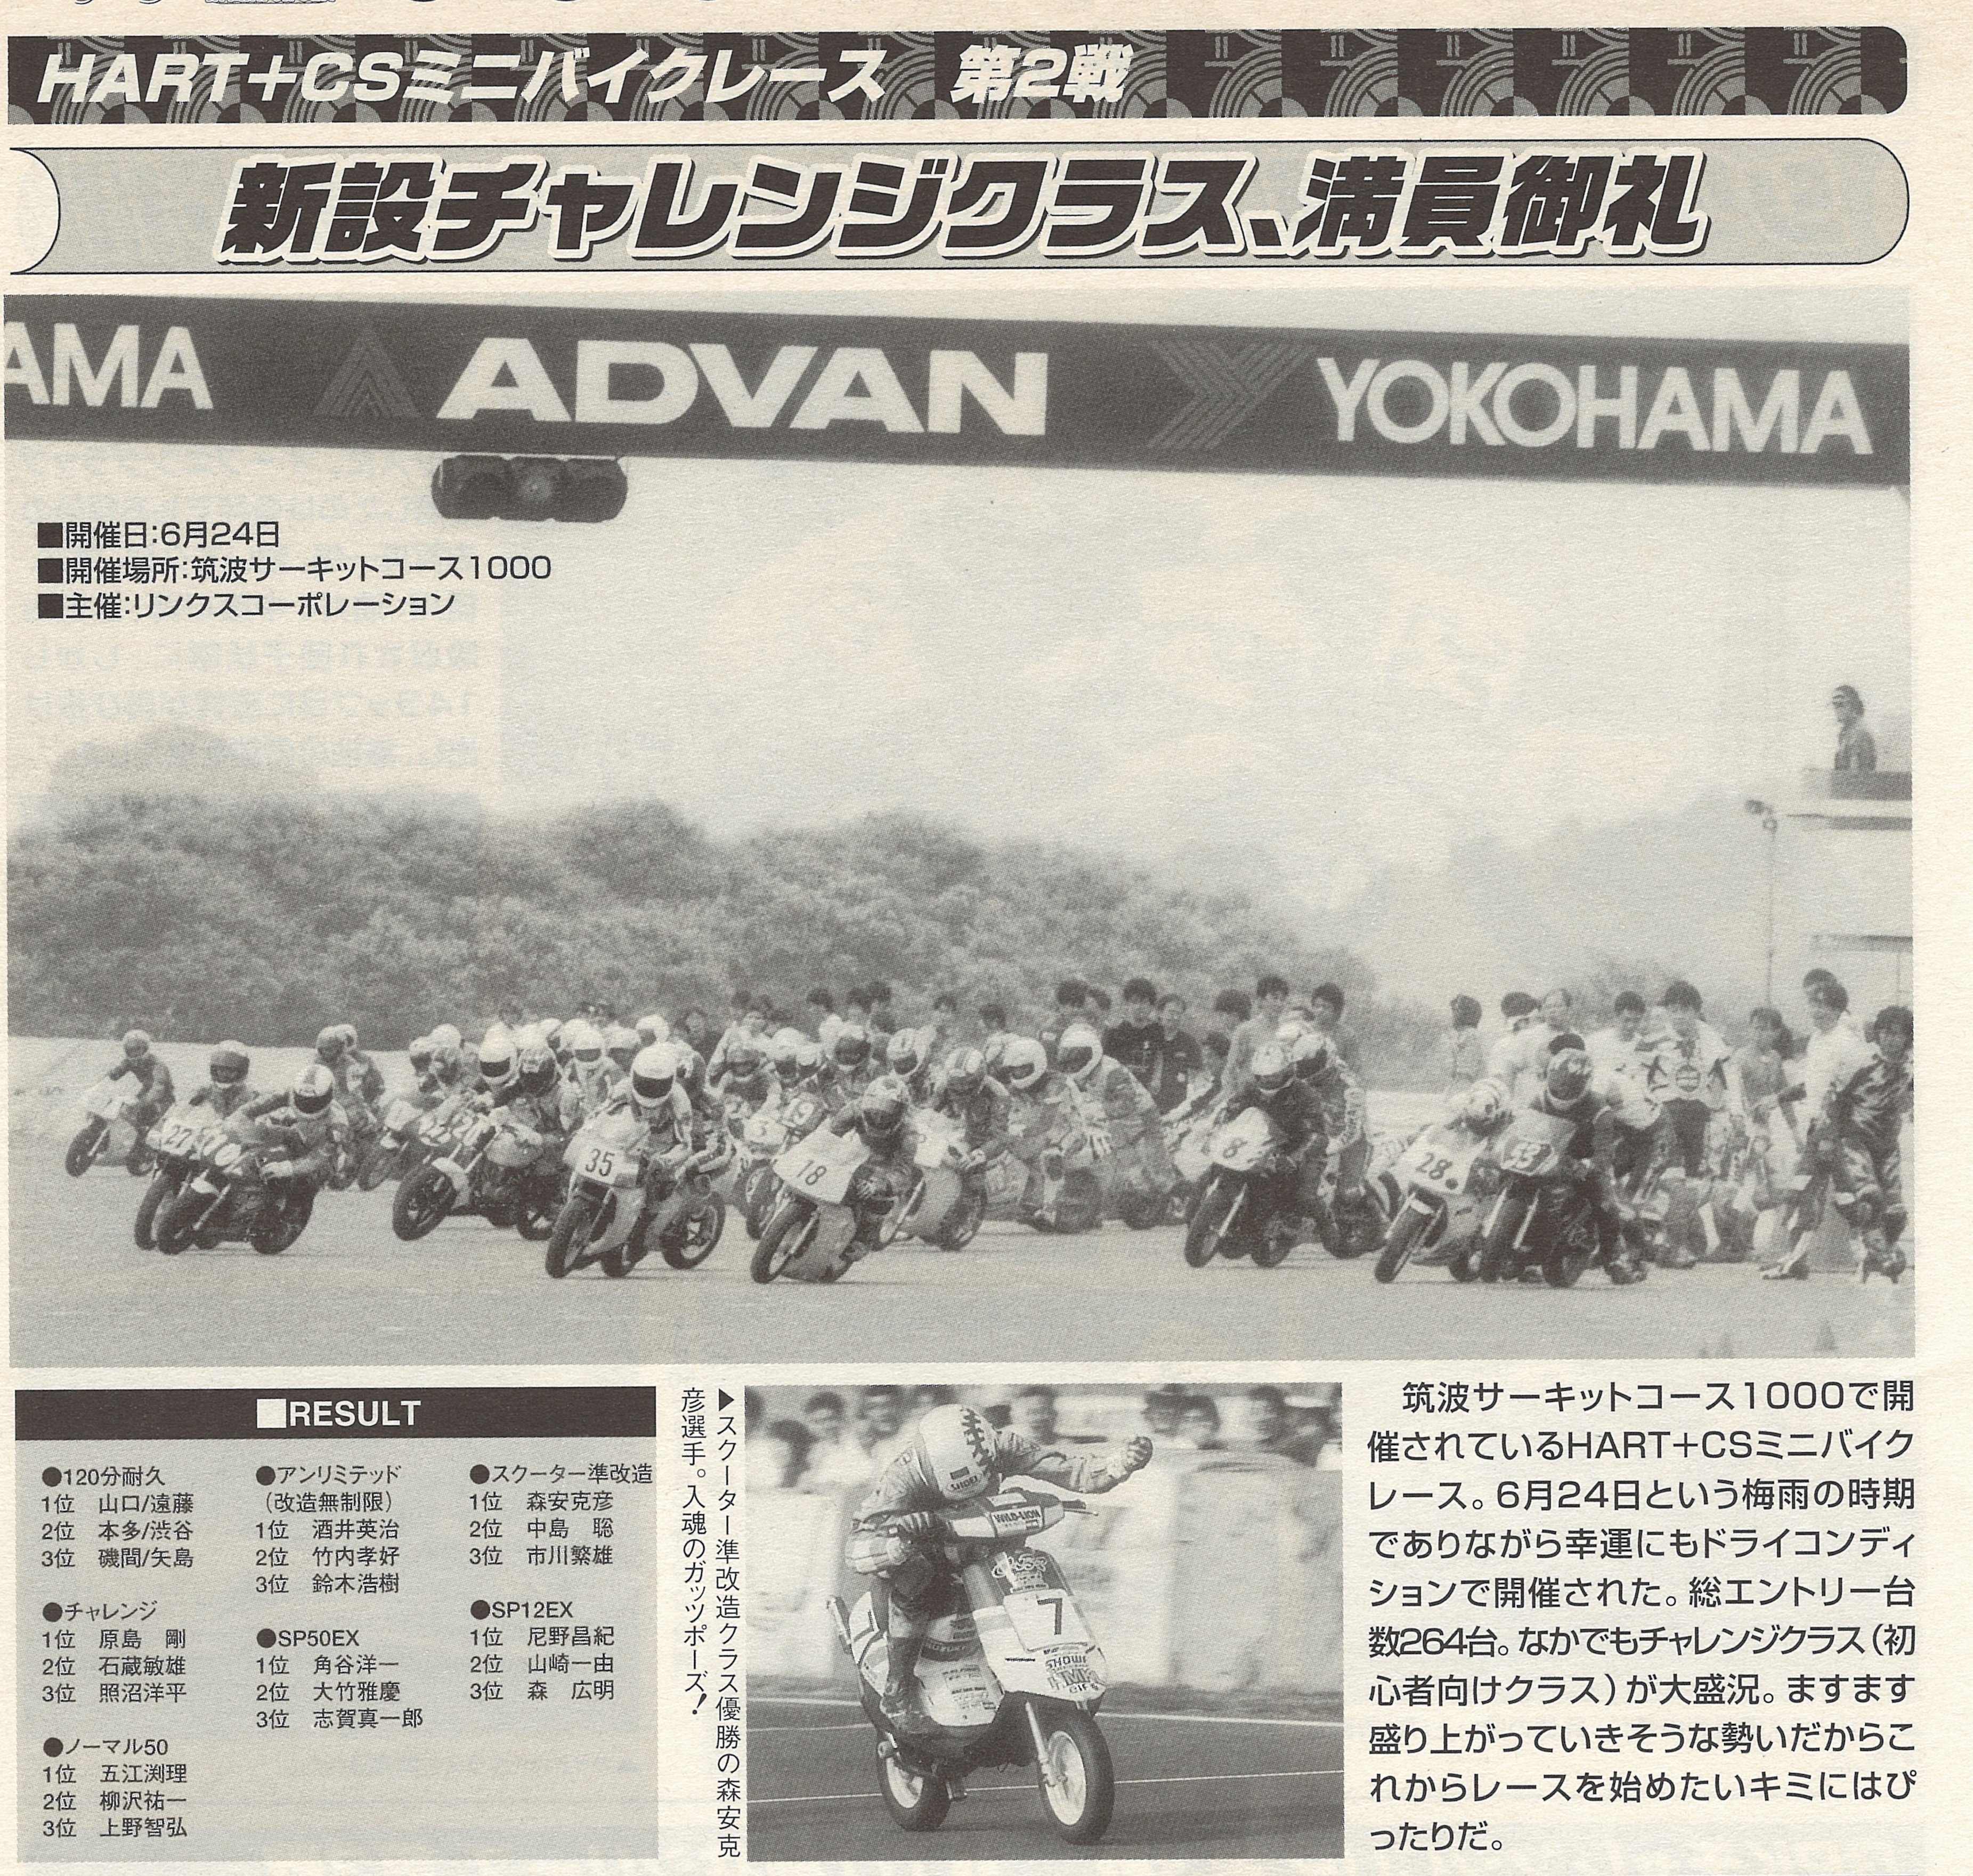 HART+CSミニバイクレース 第2戦
新設チャレンジクラス、満員御礼
AMA ADVAN YOKOHAMA
■開催日:6月24日
■開催場所:筑波サーキットコース1000
■主催:リンクスコーポレーション
27
35
19
18
8
28
33
■RESULT
●120分耐久
1位 山口/遠藤
2位 本多/渋谷
3位 磯間/矢島
●チャレンジ
1位 原島 剛
2位 石蔵敏雄
3位 照沼洋平
●ノーマル50
1位 五江渕理
2位 柳沢祐一
3位 上野智弘
●アンリミテッド
(改造無制限)
1位 酒井英治
2位 竹内孝好
3位 鈴木浩樹
●SP50EX
1位 角谷洋一
2位 大竹雅慶
3位 志賀真一郎
●スクーター準改造
1位 森安克彦
2位 中島 聡
3位 市川繁雄
●SP12EX
1位 尼野昌紀
2位 山崎一由
3位 森 広明
▶スクーター準改造クラス優勝の森安克
彦選手。入魂のガッツポーズ!
SHOEI
WILD-LION
7
筑波サーキットコース1000で開
催されているHART+CSミニバイク
レース。6月24日という梅雨の時期
でありながら幸運にもドライコンディ
ションで開催された。総エントリー台
数264台。なかでもチャレンジクラス(初
心者向けクラス)が大盛況。ますます
盛り上がっていきそうな勢いだからこ
れからレースを始めたいキミにはぴ
ったりだ。